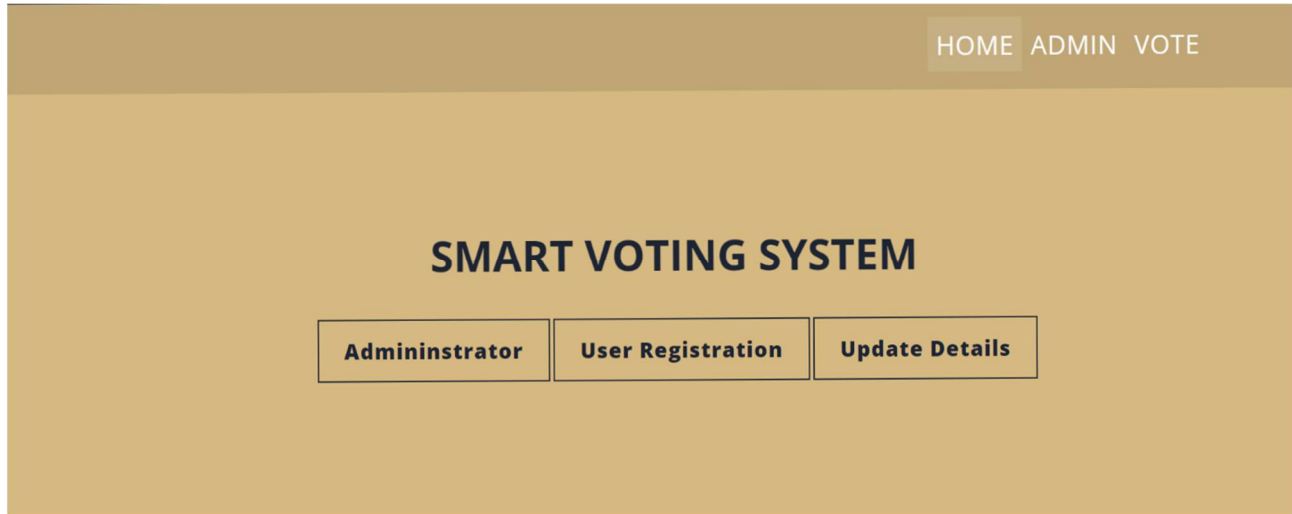 HOME ADMIN VOTE
SMART VOTING SYSTEM
Admininstrator User Registration Update Details